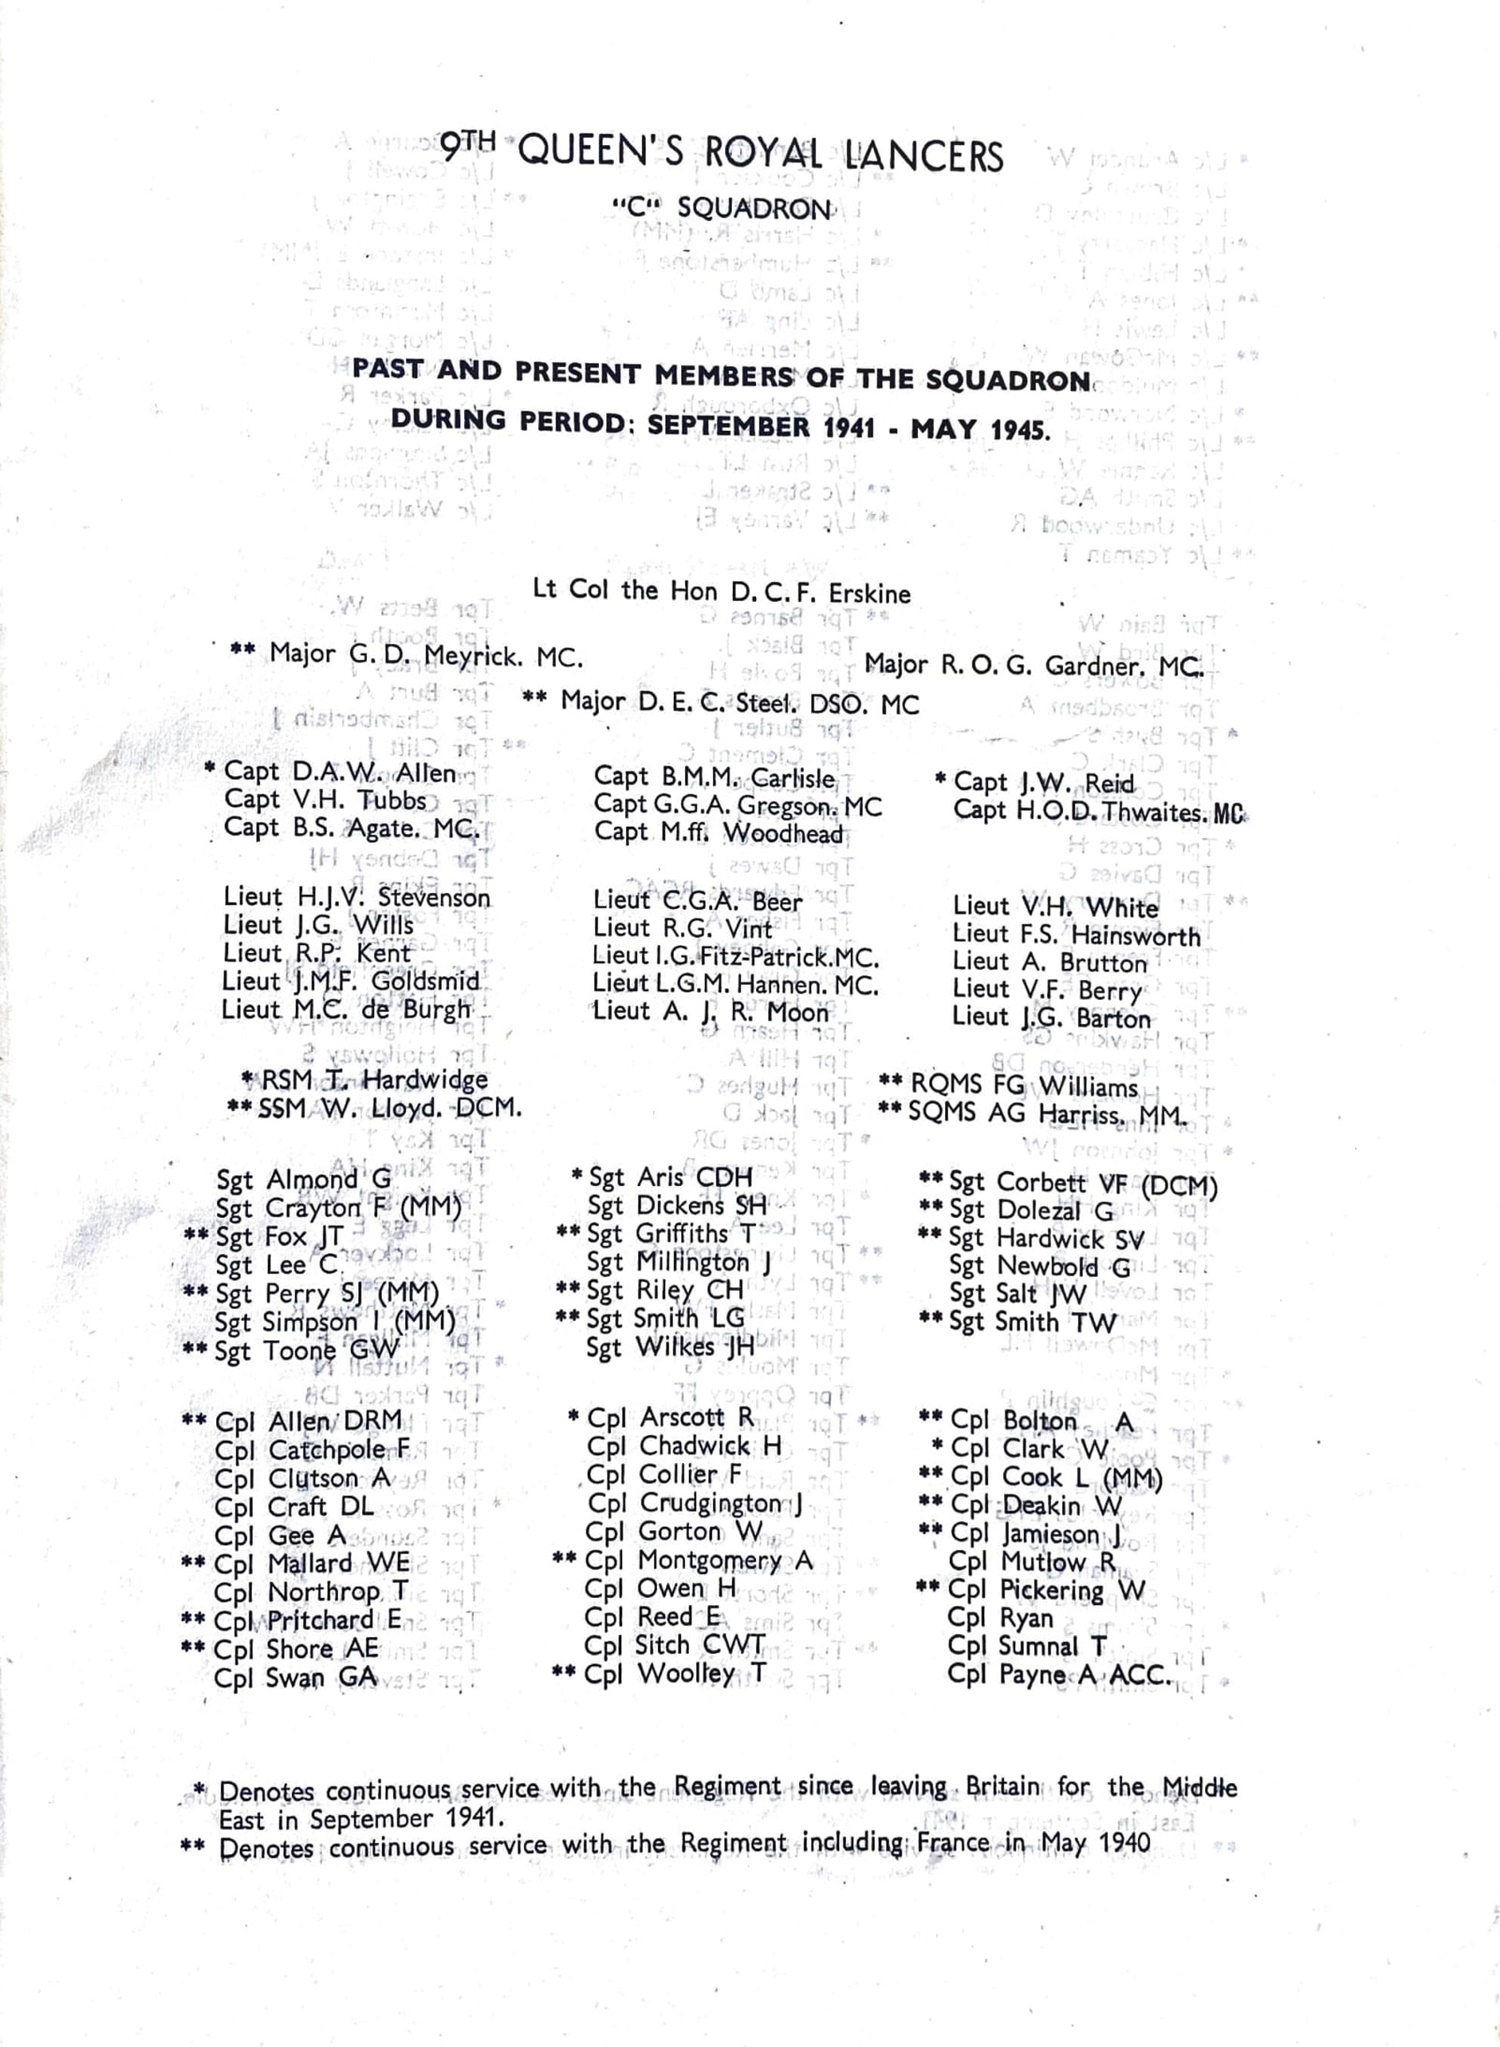 9TH QUEEN'S ROYAL LANCERS
"C" SQUADRON
PAST AND PRESENT MEMBERS OF THE SQUADRON
DURING PERIOD: SEPTEMBER 1941 - MAY 1945.
Lt Col the Hon D. C. F. Erskine
** Major G. D. Meyrick. MC. Major R. O. G. Gardner. MC.
** Major D. E. C. Steel. DSO. MC
* Capt D.A.W. Allen Capt B.M.M. Carlisle * Capt J.W. Reid
Capt V.H. Tubbs Capt G.G.A. Gregson. MC Capt H.O.D. Thwaites. MC
Capt B.S. Agate. MC. Capt M.ff. Woodhead
Lieut H.J.V. Stevenson Lieut C.G.A. Beer Lieut V.H. White
Lieut J.G. Wills Lieut R.G. Vint Lieut F.S. Hainsworth
Lieut R.P. Kent Lieut I.G. Fitz-Patrick.MC. Lieut A. Brutton
Lieut J.M.F. Goldsmid Lieut L.G.M. Hannen. MC. Lieut V.F. Berry
Lieut M.C. de Burgh Lieut A. J. R. Moon Lieut J.G. Barton
* RSM T. Hardwidge ** RQMS FG Williams
** SSM W. Lloyd. DCM. ** SQMS AG Harriss. MM.
Sgt Almond G * Sgt Aris CDH ** Sgt Corbett VF (DCM)
Sgt Crayton F (MM) Sgt Dickens SH ** Sgt Dolezal G
** Sgt Fox JT ** Sgt Griffiths T ** Sgt Hardwick SV
Sgt Lee C Sgt Millington J Sgt Newbold G
** Sgt Perry SJ (MM) ** Sgt Riley CH Sgt Salt JW
Sgt Simpson I (MM) ** Sgt Smith LG ** Sgt Smith TW
** Sgt Toone GW Sgt Wilkes JH
** Cpl Allen DRM * Cpl Arscott R ** Cpl Bolton A
Cpl Catchpole F Cpl Chadwick H * Cpl Clark W
Cpl Clutson A Cpl Collier F ** Cpl Cook L (MM)
Cpl Craft DL Cpl Crudgington J ** Cpl Deakin W
Cpl Gee A Cpl Gorton W ** Cpl Jamieson J
** Cpl Mallard WE ** Cpl Montgomery A Cpl Mutlow R
Cpl Northrop T Cpl Owen H ** Cpl Pickering W
** Cpl Pritchard E Cpl Reed E Cpl Ryan
** Cpl Shore AE Cpl Sitch CWT Cpl Sumnal T
Cpl Swan GA ** Cpl Woolley T Cpl Payne A ACC.
* Denotes continuous service with the Regiment since leaving Britain for the Middle
East in September 1941.
** Denotes continuous service with the Regiment including France in May 1940